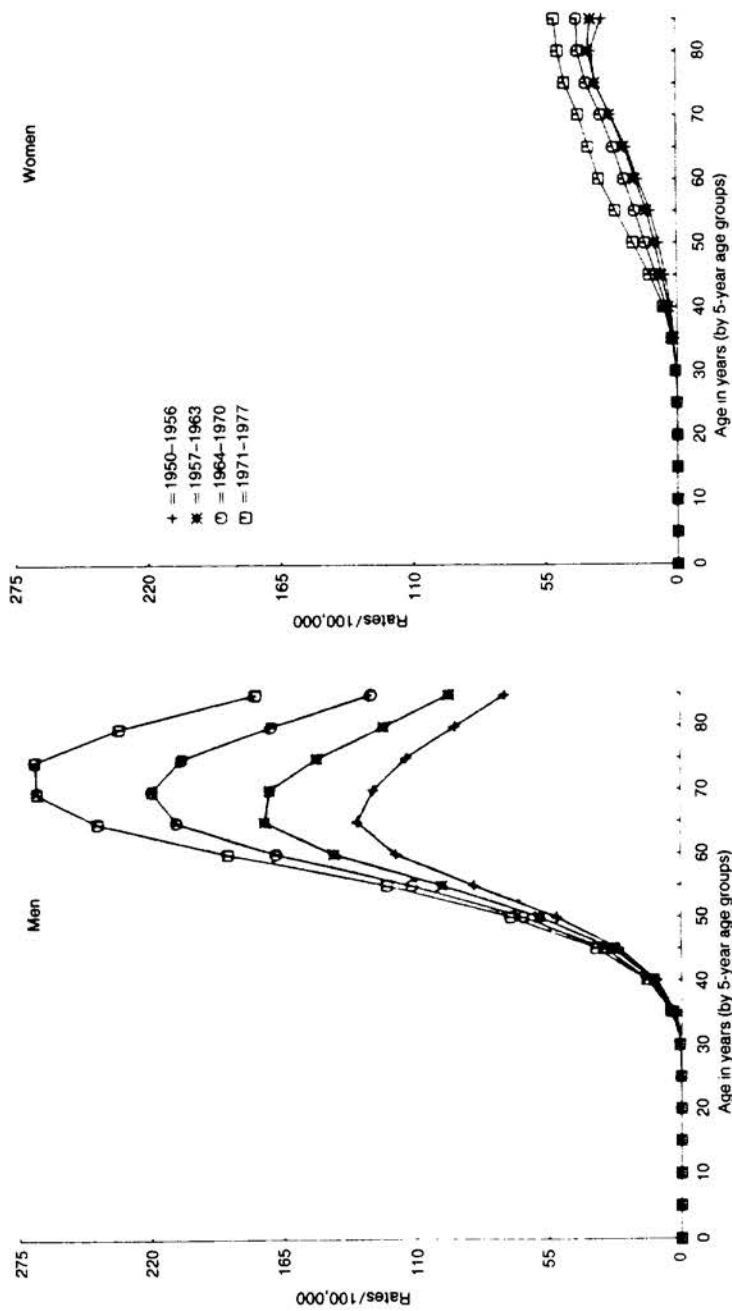 Men
275
220
165
110
55
0
Rates/100,000
0 10 20 30 40 50 60 70 80
Age in years (by 5-year age groups)
Women
275
220
165
110
55
0
Rates/100,000
+ = 1950–1956
✳ = 1957–1963
○ = 1964–1970
□ = 1971–1977
0 10 20 30 40 50 60 70 80
Age in years (by 5-year age groups)